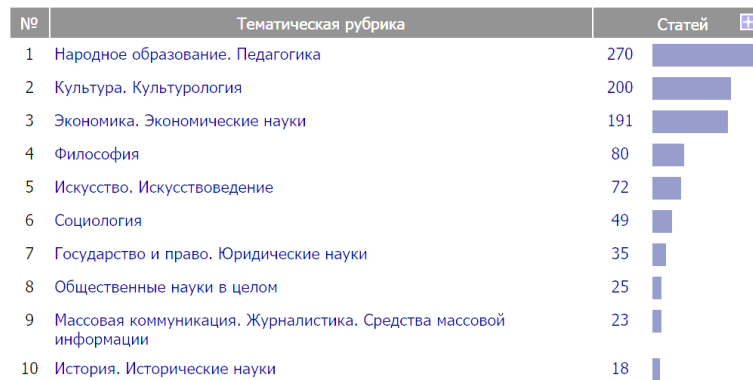 № Тематическая рубрика Статей
1 Народное образование. Педагогика 270
2 Культура. Культурология 200
3 Экономика. Экономические науки 191
4 Философия 80
5 Искусство. Искусствоведение 72
6 Социология 49
7 Государство и право. Юридические науки 35
8 Общественные науки в целом 25
9 Массовая коммуникация. Журналистика. Средства массовой 23
информации
10 История. Исторические науки 18